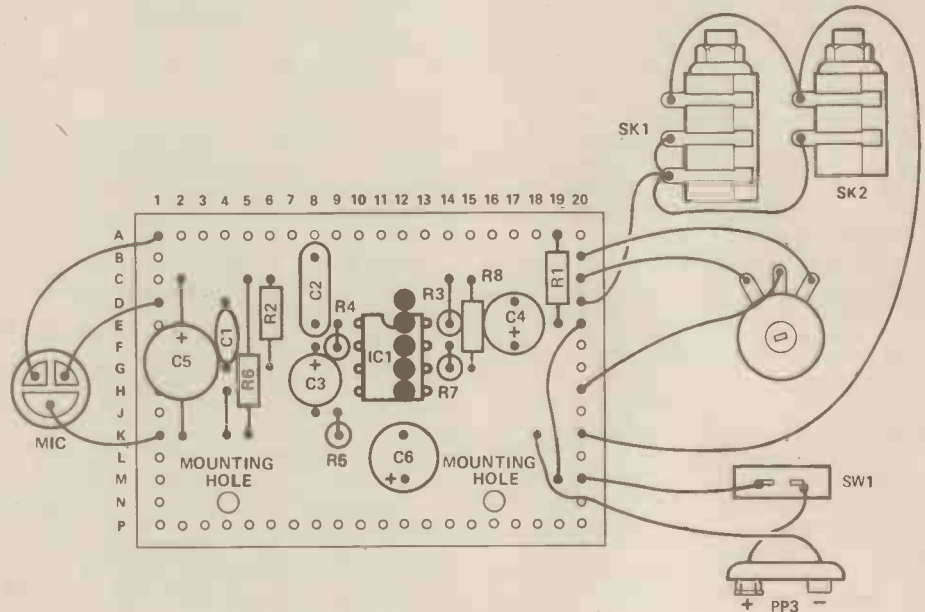 SK1
SK2
1 2 3 4 5 6 7 8 9 10 11 12 13 14 15 16 17 18 19 20
A
B
C
D
E
F
G
H
J
K
L
M
N
P
C5
C1
R6
R2
C2
R4
C3
R5
IC1
C6
R3
R7
R8
C4
R1
MIC
MOUNTING
HOLE
MOUNTING
HOLE
SW1
+ PP3 −
+
+
+